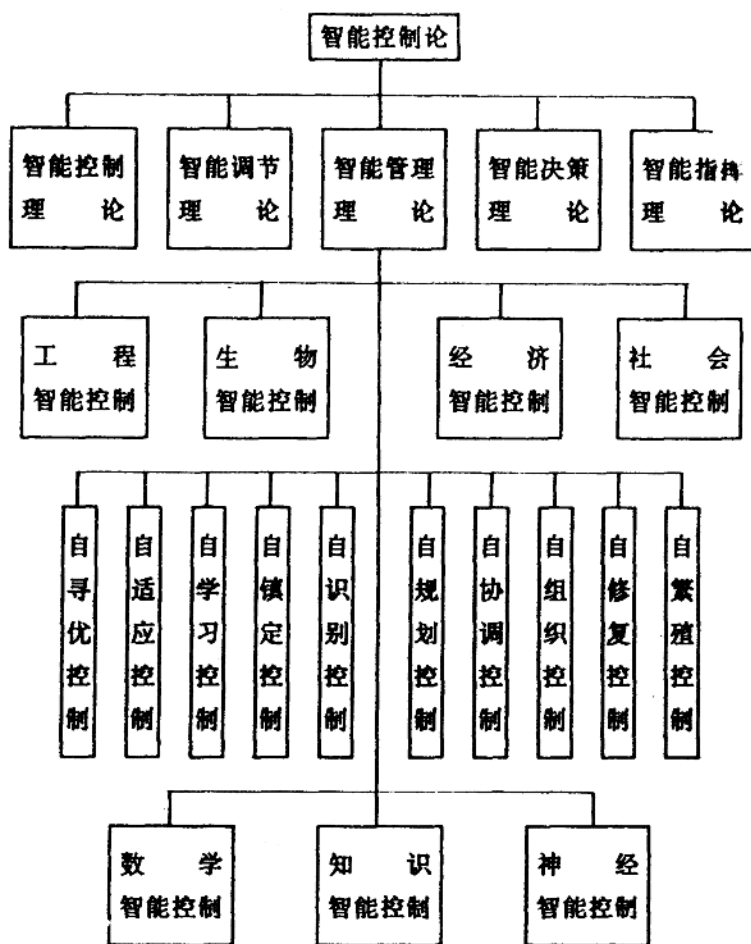 智能控制论
智能控制
理论
智能调节
理论
智能管理
理论
智能决策
理论
智能指挥
理论
工程
智能控制
生物
智能控制
经济
智能控制
社会
智能控制
自寻优控制
自适应控制
自学习控制
自镇定控制
自识别控制
自规划控制
自协调控制
自组织控制
自修复控制
自繁殖控制
数学
智能控制
知识
智能控制
神经
智能控制